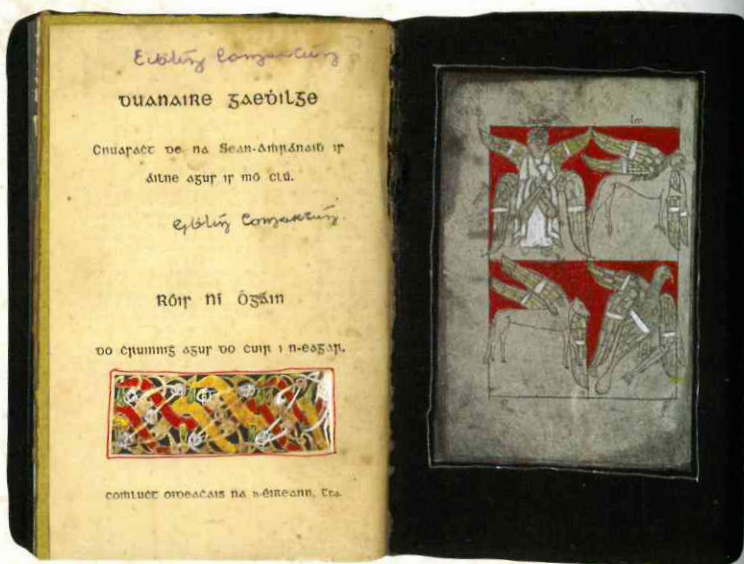 DUANAIRE GAEḊILGE
Cnuasaċt de na Sean-Aṁránaiḃ is
áilne agus is mó clú.
Róis Ní Ógáin
do ċruinniġ agus do ċuir i n-eagar.
Coṁluċt Oideaċais na h-Éireann, Tta.